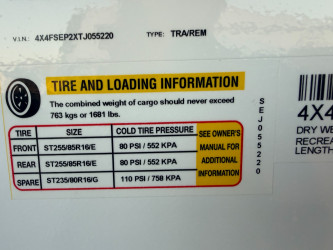 V.I.N.: 4X4FSEP2XTJ055220 TYPE: TRA/REM
TIRE AND LOADING INFORMATION
The combined weight of cargo should never exceed
763 kgs or 1681 lbs.
TIRE SIZE COLD TIRE PRESSURE SEE OWNER'S MANUAL FOR ADDITIONAL INFORMATION
FRONT ST255/85R16/E 80 PSI / 552 KPA
REAR ST255/85R16/E 80 PSI / 552 KPA
SPARE ST235/80R16/G 110 PSI / 758 KPA
SEJ055220
4X4
DRY WE
RECREA
LENGTH